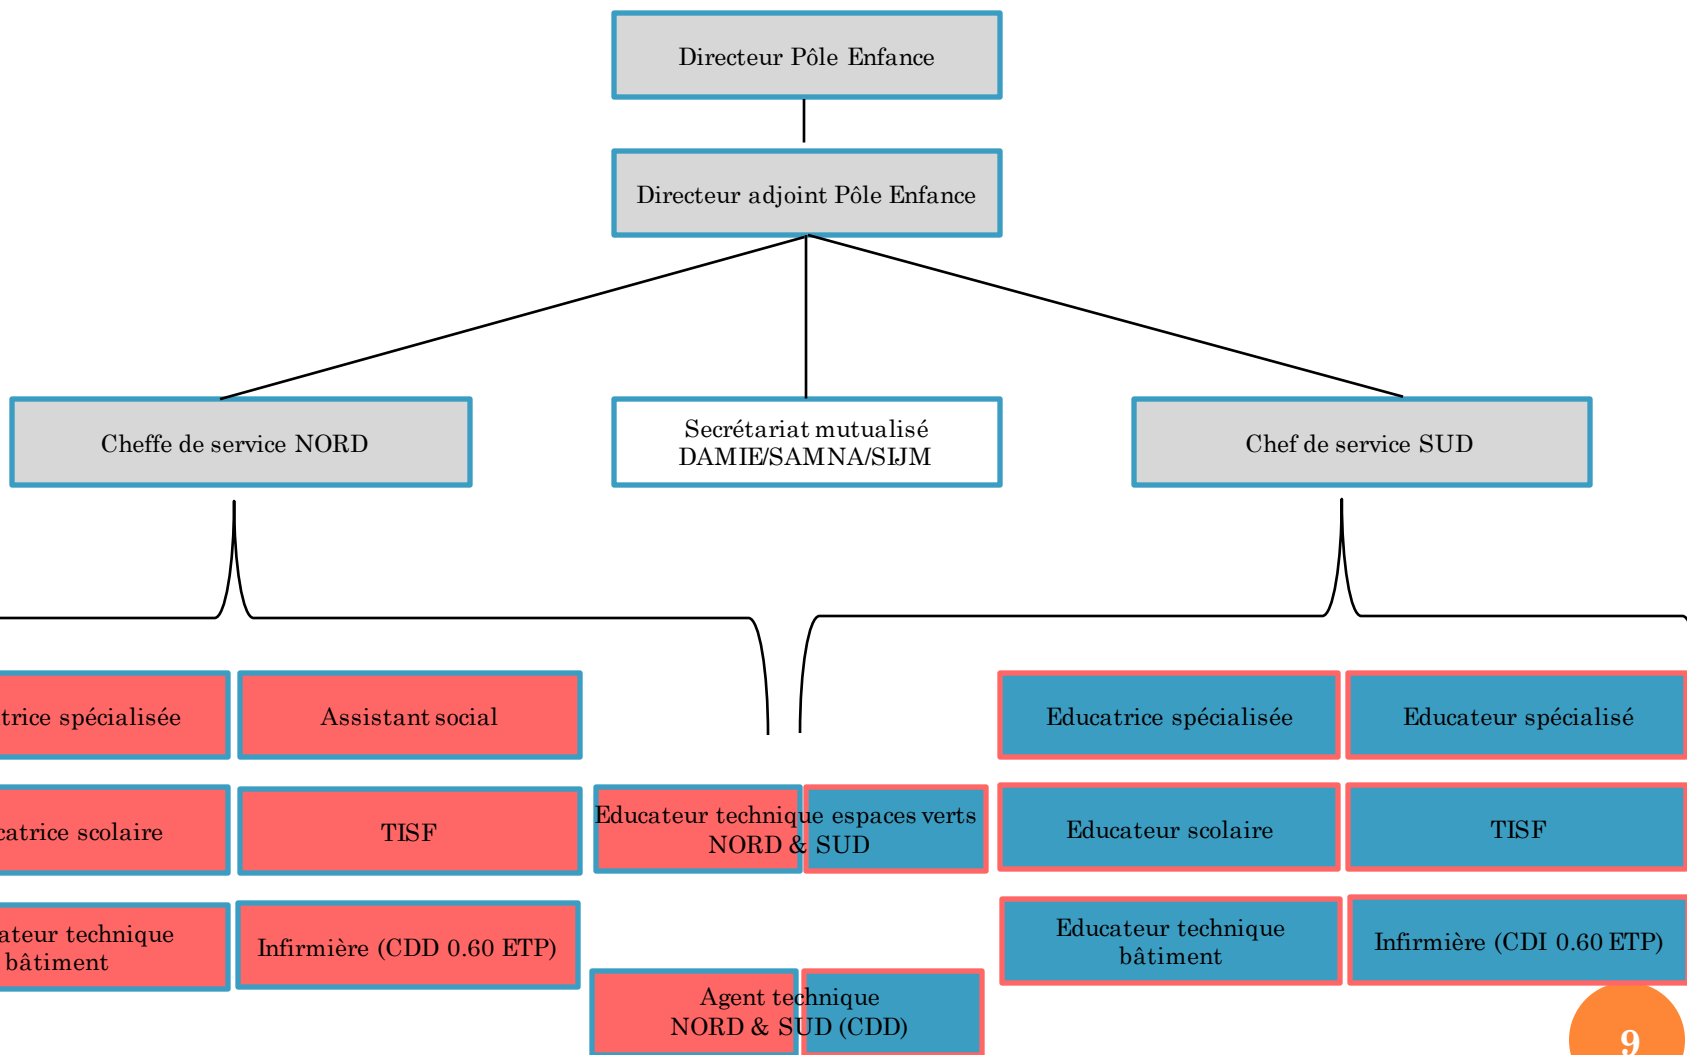 Directeur Pôle Enfance
Directeur adjoint Pôle Enfance
Cheffe de service NORD
Secrétariat mutualisé
DAMIE/SAMNA/SIJM
Chef de service SUD
trice spécialisée
Assistant social
Educatrice spécialisée
Educateur spécialisé
catrice scolaire
TISF
Educateur technique espaces verts
NORD & SUD
Educateur scolaire
TISF
ateur technique
bâtiment
Infirmière (CDD 0.60 ETP)
Agent technique
NORD & SUD (CDD)
Educateur technique
bâtiment
Infirmière (CDI 0.60 ETP)
9